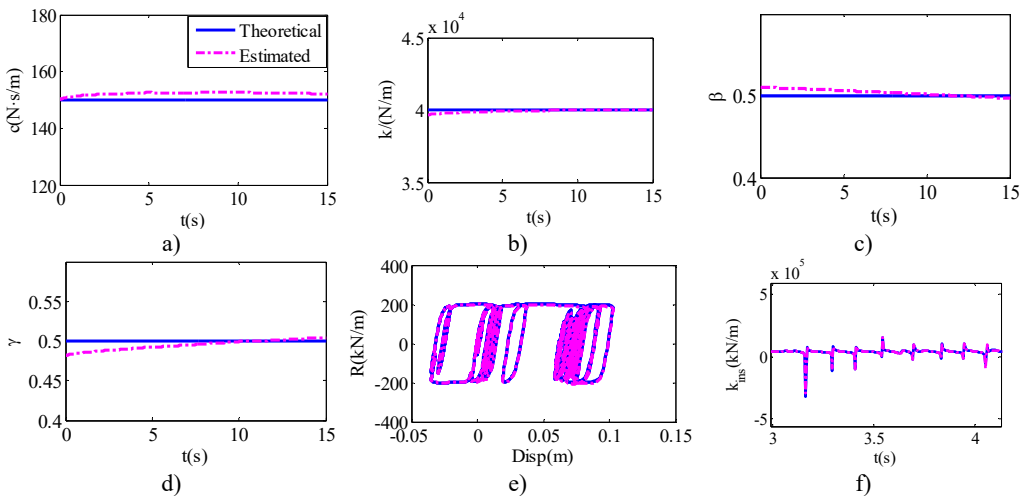 180
160
140
120
c(N·s/m)
Theoretical
Estimated
0 5 10 15
t(s)
a)
x 10^4
4.5
4
3.5
k/(N/m)
0 5 10 15
t(s)
b)
0.5
0.4
β
0 5 10 15
t(s)
c)
0.55
0.5
0.45
0.4
γ
0 5 10 15
t(s)
d)
400
200
0
-200
-400
R(kN/m)
-0.05 0 0.05 0.1 0.15
Disp(m)
e)
x 10^5
5
0
-5
k_ins(kN/m)
3 3.5 4
t(s)
f)